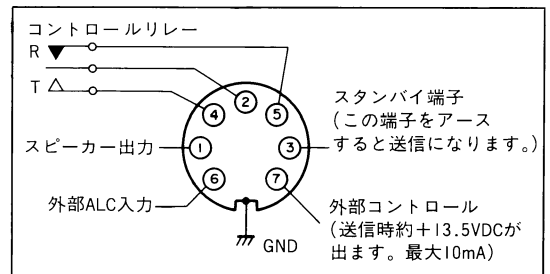 コントロールリレー
R
T
2
4
5
1
3
6
7
スピーカー出力
外部ALC入力
GND
スタンバイ端子
(この端子をアース
すると送信になります。)
外部コントロール
(送信時約+13.5VDCが
出ます。最大10mA)